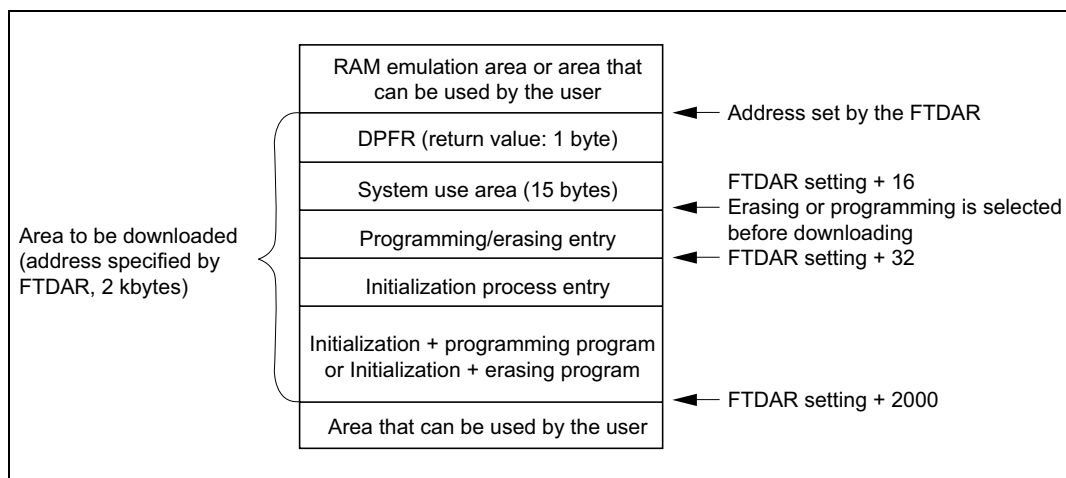 RAM emulation area or area that
can be used by the user
Address set by the FTDAR
DPFR (return value: 1 byte)
System use area (15 bytes)
FTDAR setting + 16
Erasing or programming is selected
before downloading
Programming/erasing entry
FTDAR setting + 32
Area to be downloaded
(address specified by
FTDAR, 2 kbytes)
Initialization process entry
Initialization + programming program
or Initialization + erasing program
FTDAR setting + 2000
Area that can be used by the user